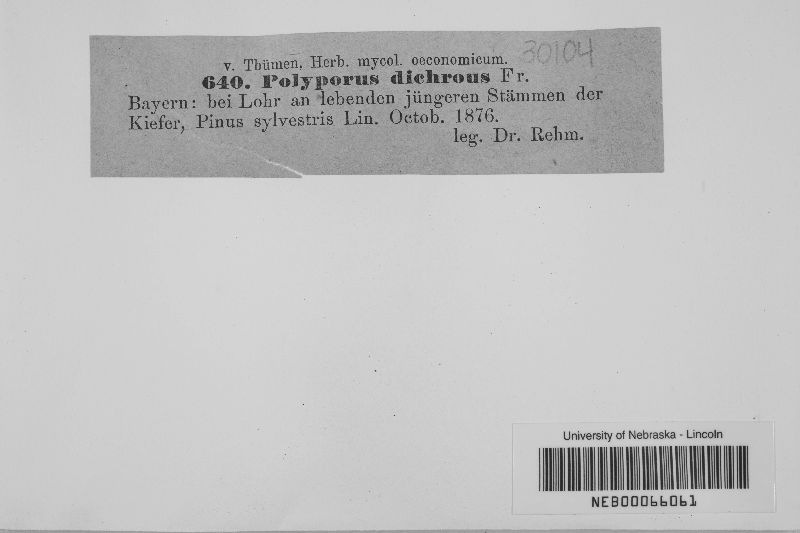 30104
v. Thümen, Herb. mycol. oeconomicum.
640. Polyporus dichrous Fr.
Bayern: bei Lohr an lebenden jüngeren Stämmen der
Kiefer, Pinus sylvestris Lin. Octob. 1876.
leg. Dr. Rehm.
University of Nebraska - Lincoln
NEB00066061